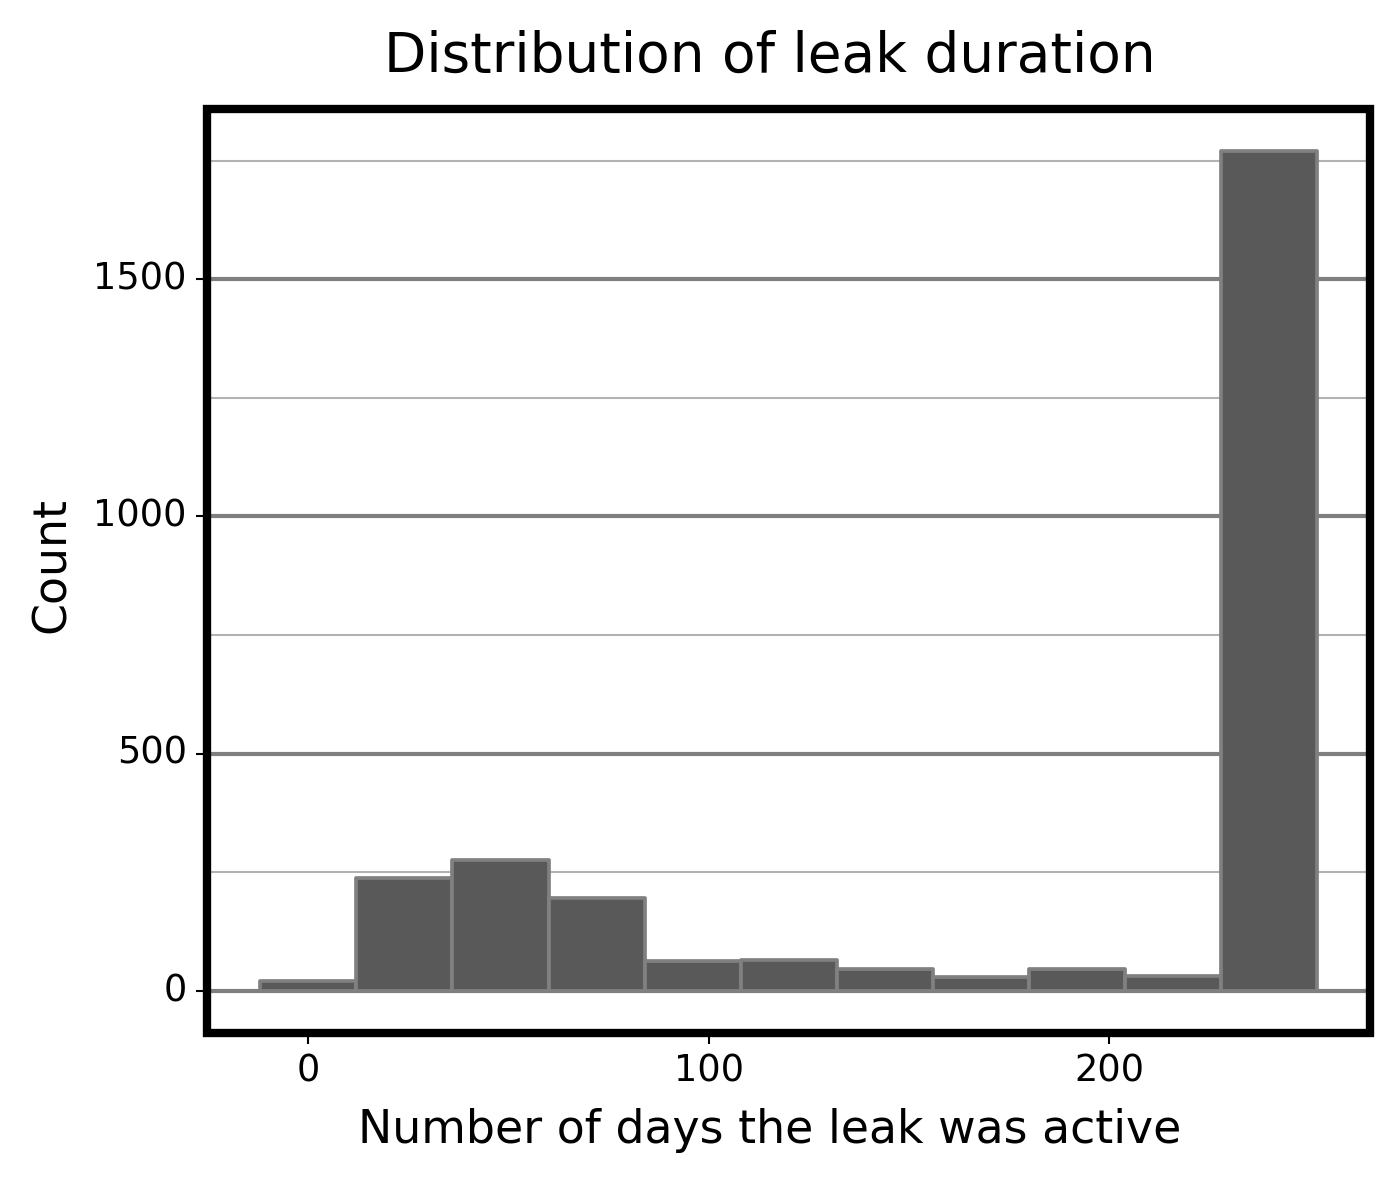 Distribution of leak duration
1500
1000
500
0
Count
0 100 200
Number of days the leak was active